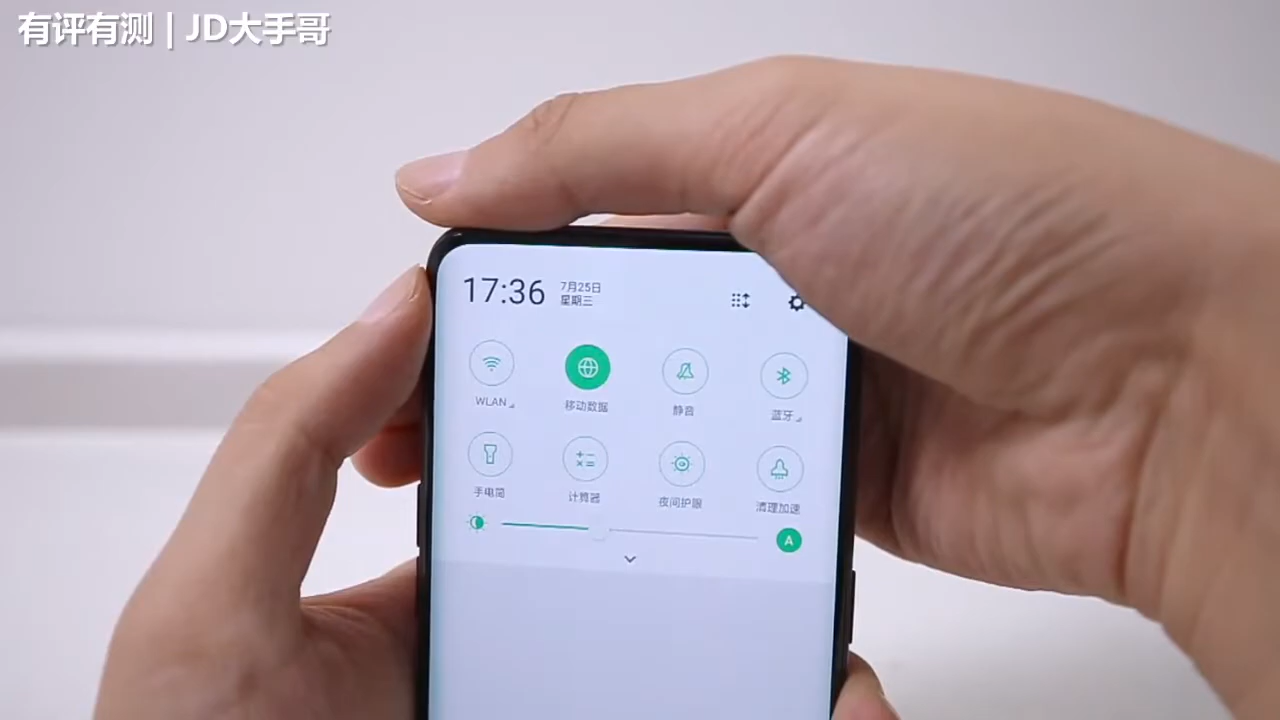 有评有测 | JD大手哥
17:36
7月25日
星期三
WLAN
移动数据
静音
蓝牙
手电筒
计算器
夜间护眼
清理加速
A